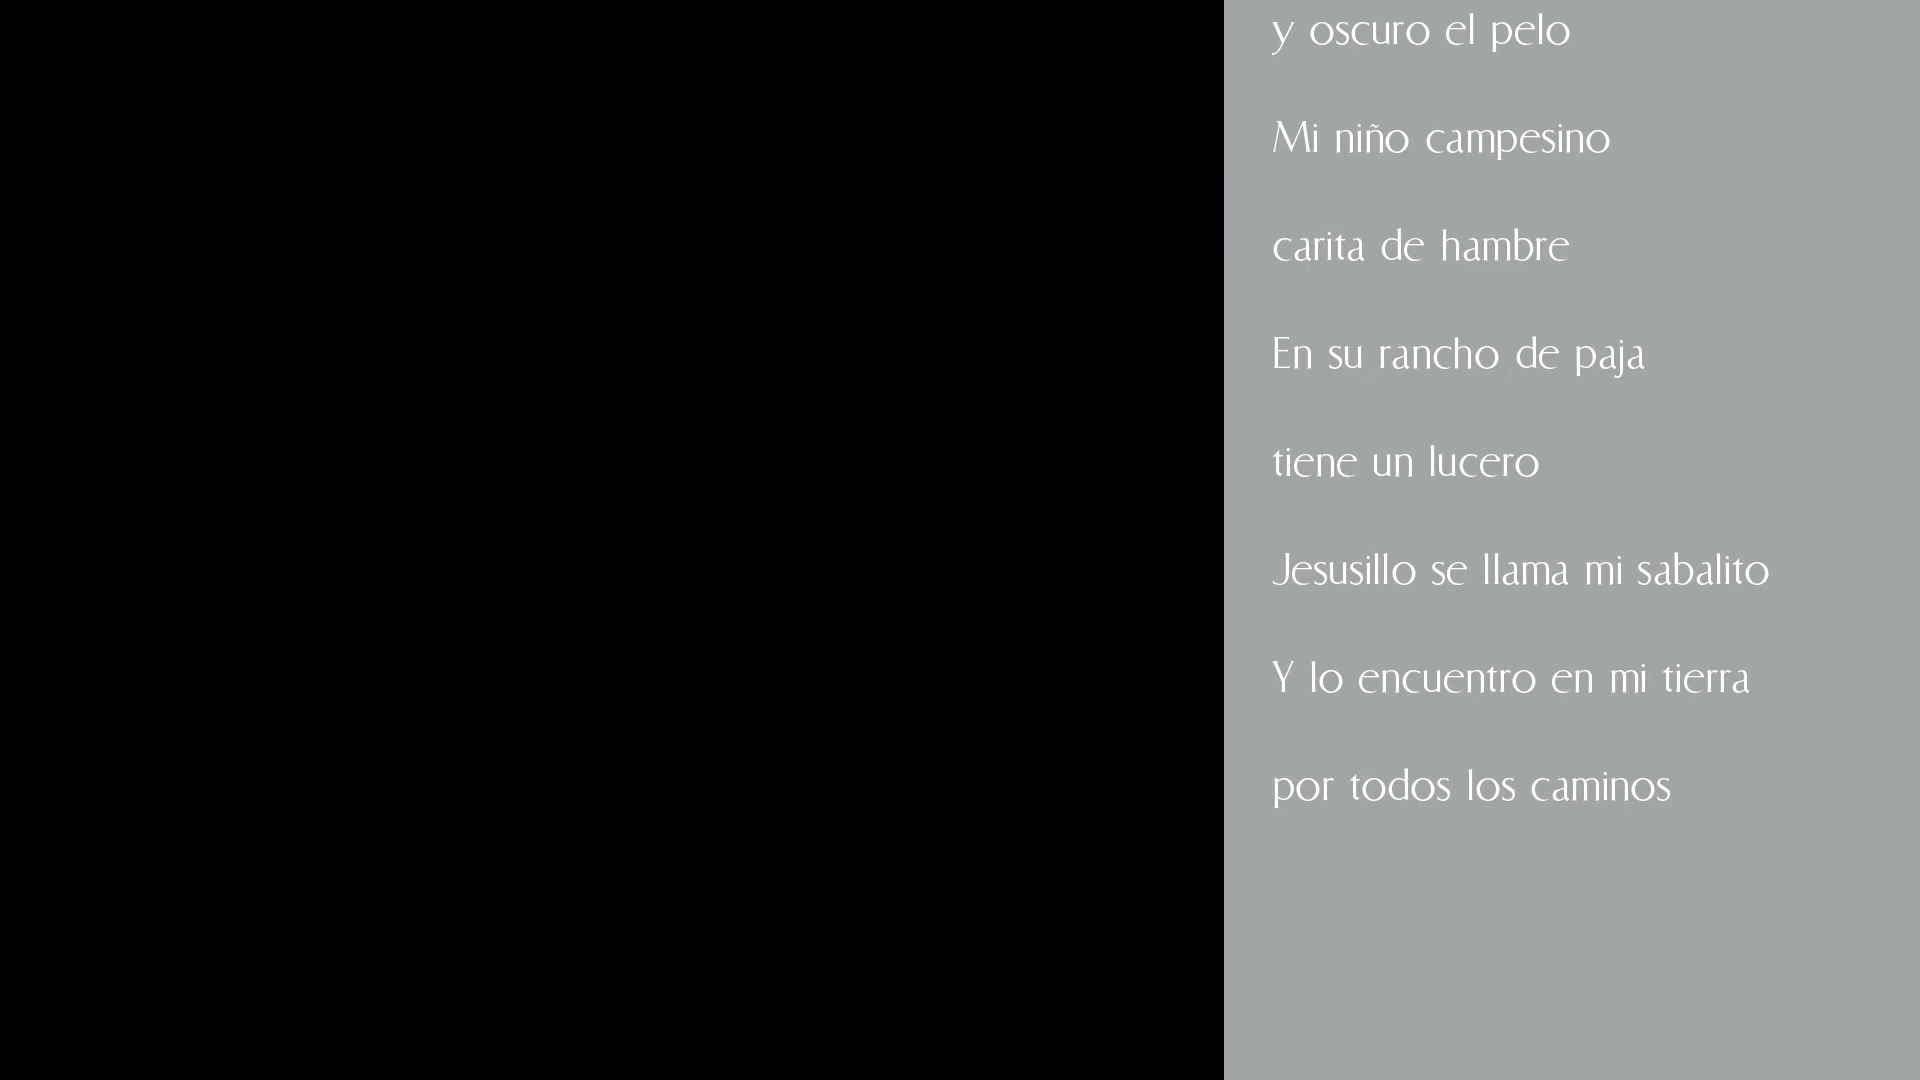 y oscuro el pelo
Mi niño campesino
carita de hambre
En su rancho de paja
tiene un lucero
Jesusillo se llama mi sabalito
Y lo encuentro en mi tierra
por todos los caminos